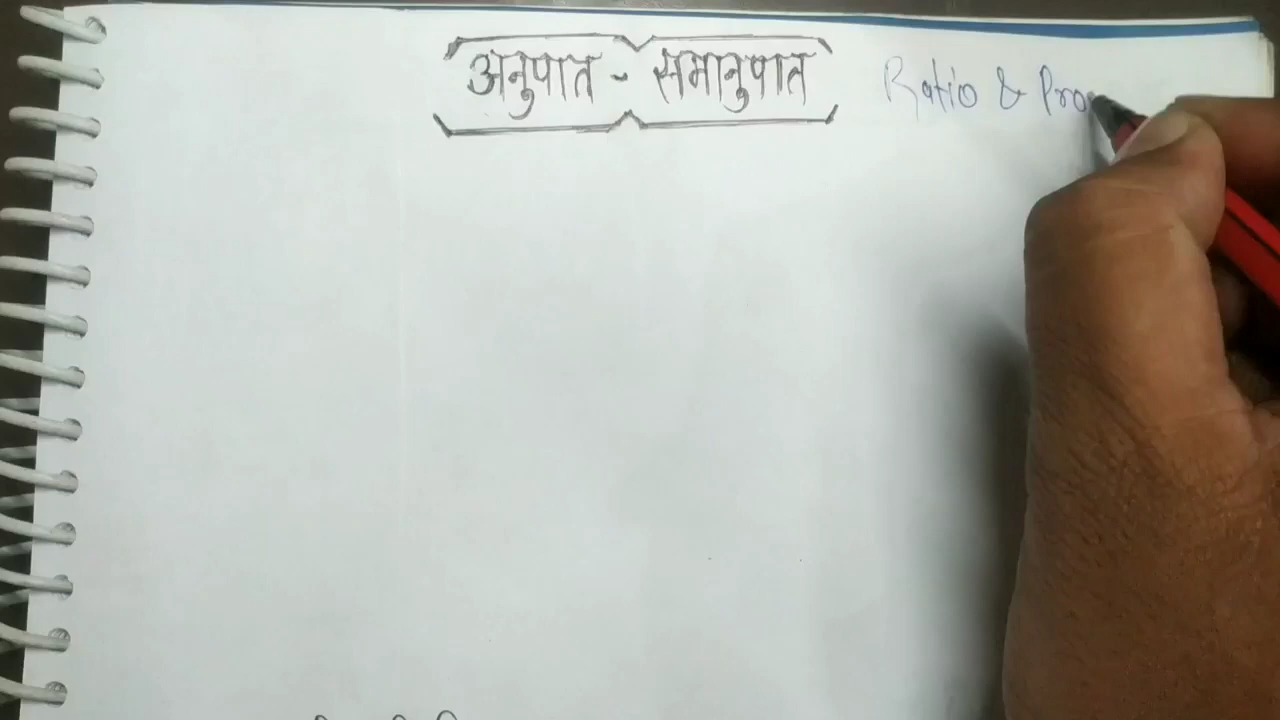 अनुपात - समानुपात Ratio & Pro